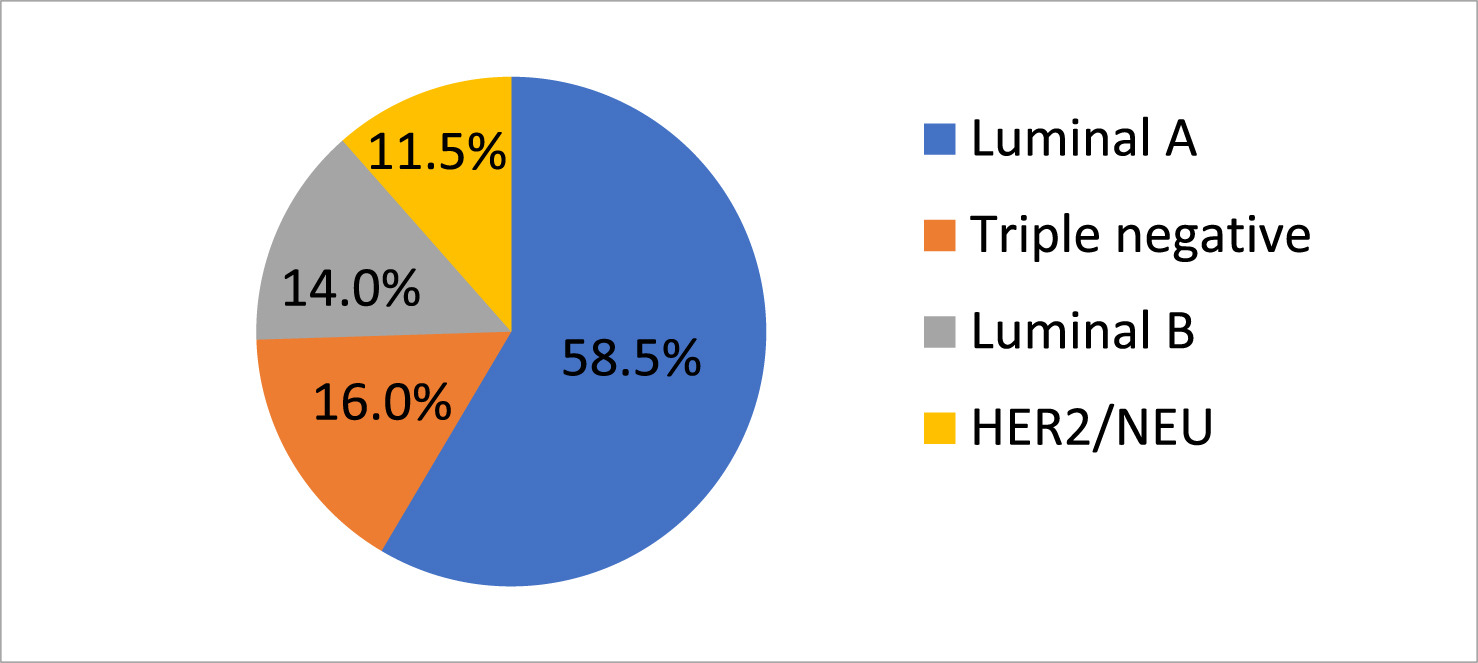 11.5%
14.0%
58.5%
16.0%
Luminal A
Triple negative
Luminal B
HER2/NEU